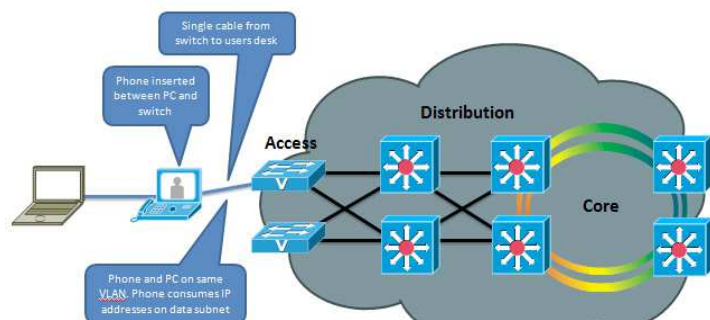 Single cable from
switch to users desk
Phone inserted
between PC and
switch
Distribution
Access
V
V
Core
Phone and PC on same
VLAN. Phone consumes IP
addresses on data subnet